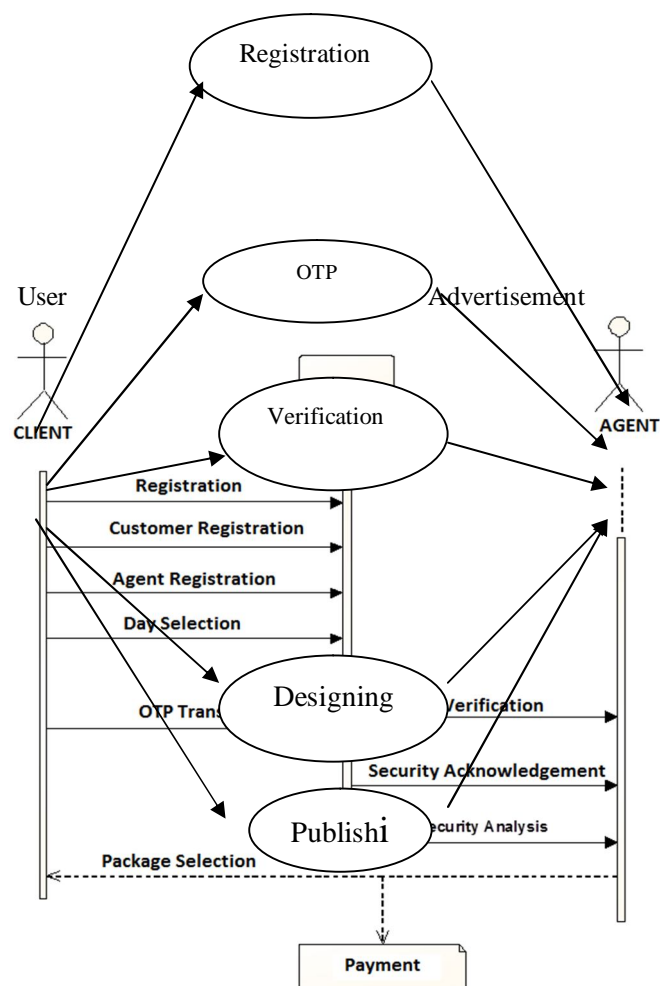 Registration
OTP
User
Advertisement
Verification
CLIENT
AGENT
Registration
Customer Registration
Agent Registration
Day Selection
Designing
OTP Trans
Verification
Security Acknowledgement
Publishi
ecurity Analysis
Package Selection
Payment